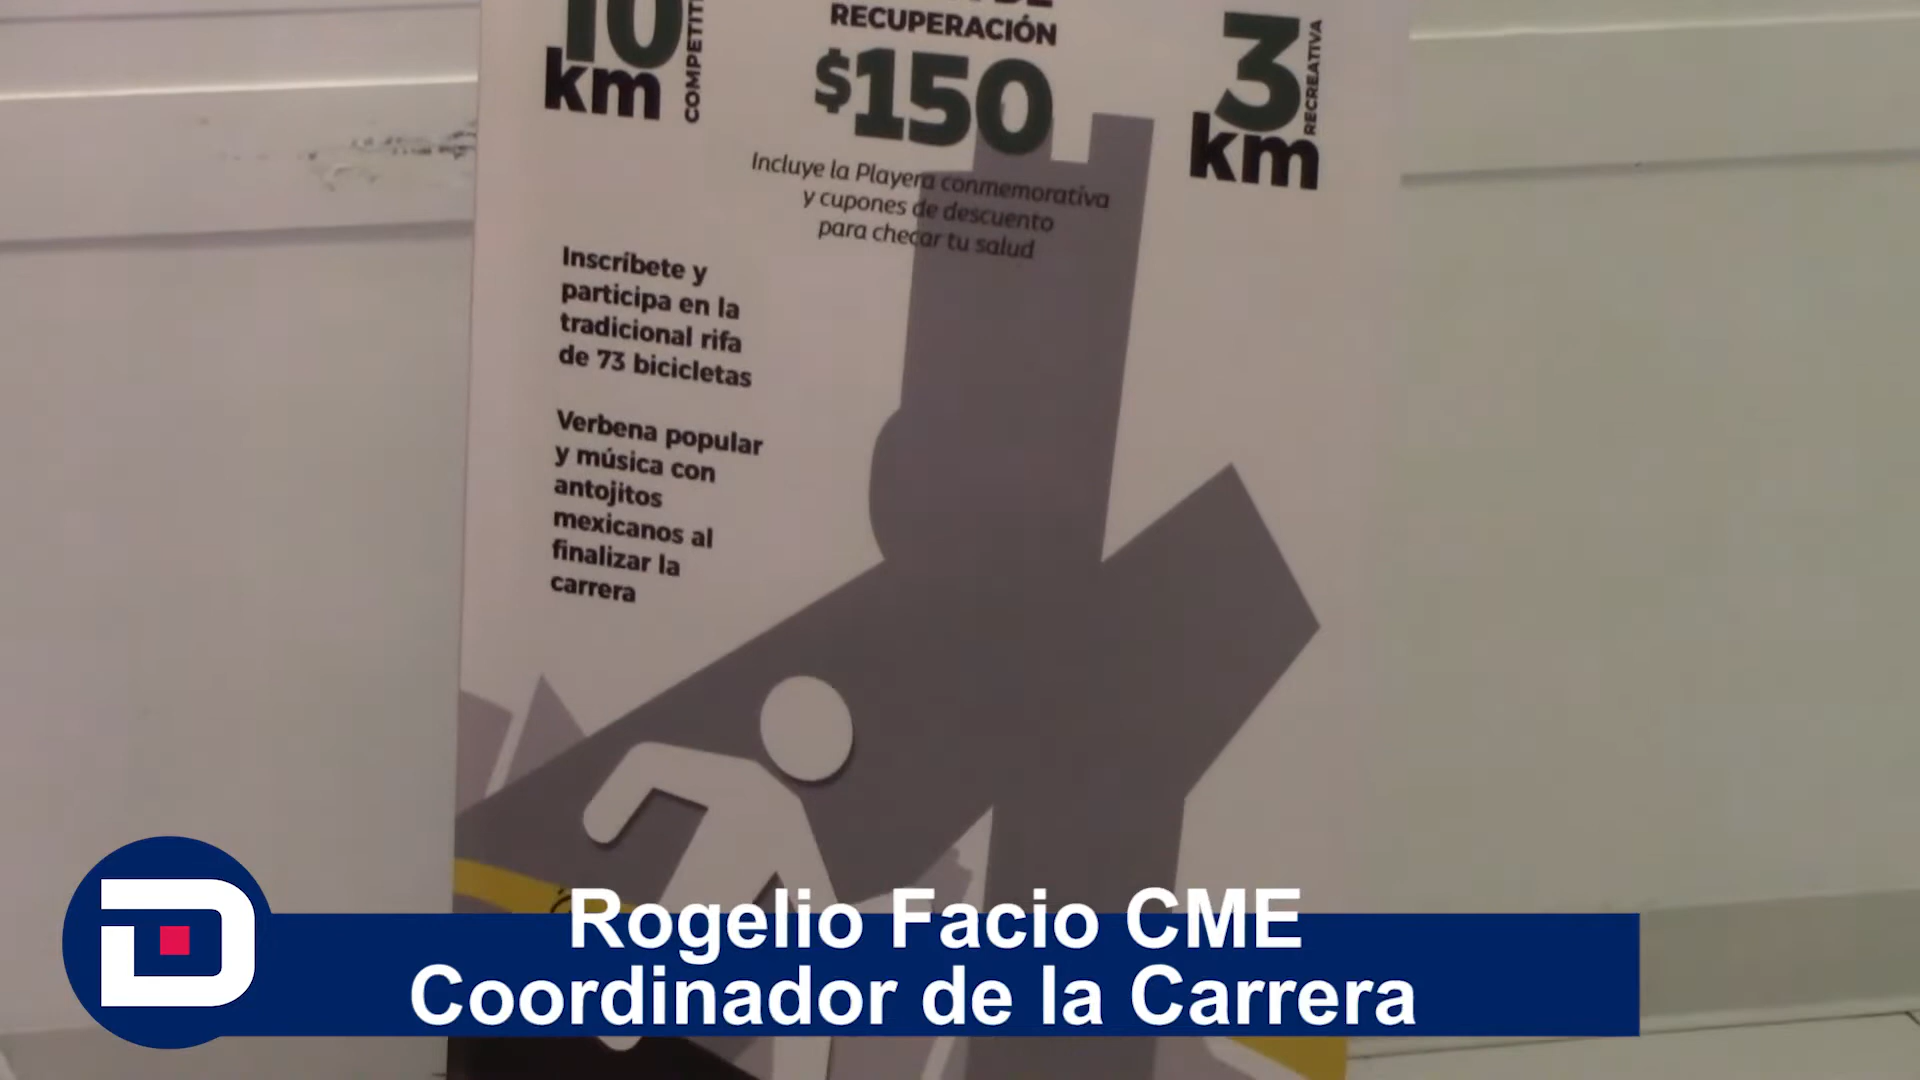 10
km
RECUPERACIÓN
$150
Incluye la Playera conmemorativa
y cupones de descuento
para checar tu salud
3
km
RECREATIVA
Inscríbete y
participa en la
tradicional rifa
de 73 bicicletas
Verbena popular
y música con
antojitos
mexicanos al
finalizar la
carrera
Rogelio Facio CME
Coordinador de la Carrera